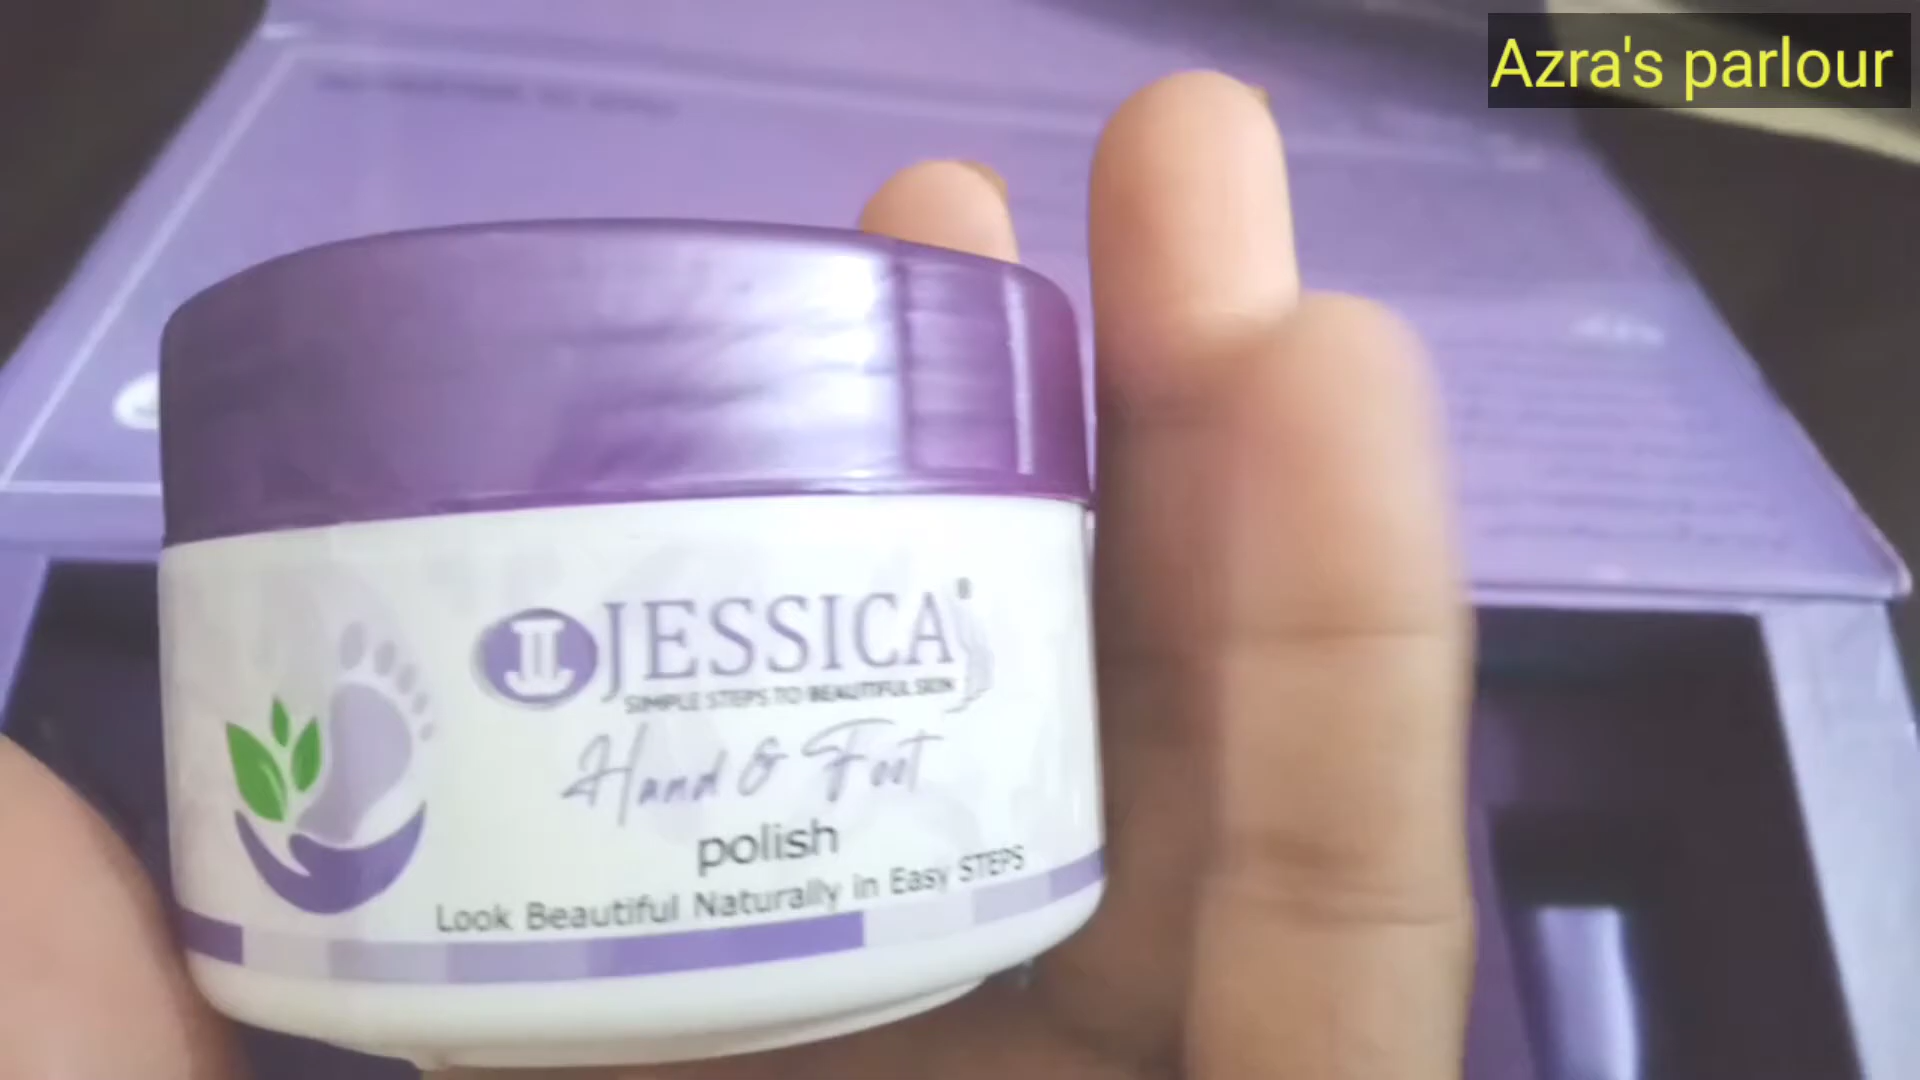 Azra's parlour
JESSICA
SIMPLE STEPS TO BEAUTIFUL SKIN
Hand & Foot
polish
Look Beautiful Naturally in Easy STEPS